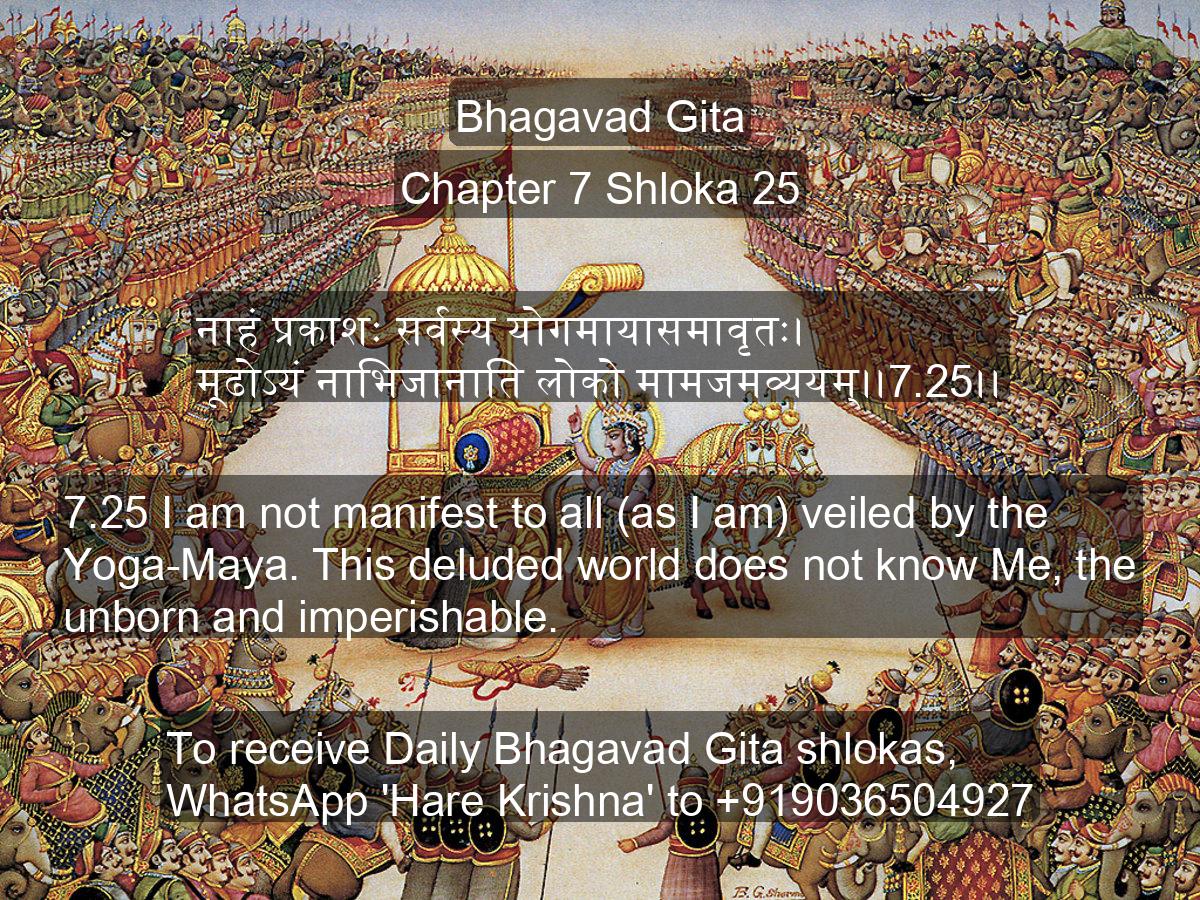 Bhagavad Gita
Chapter 7 Shloka 25
नाहं प्रकाशः सर्वस्य योगमायासमावृतः।
मूढोऽयं नाभिजानाति लोको मामजमव्ययम्।।7.25।।
7.25 I am not manifest to all (as I am) veiled by the
Yoga-Maya. This deluded world does not know Me, the
unborn and imperishable.
To receive Daily Bhagavad Gita shlokas,
WhatsApp 'Hare Krishna' to +919036504927
B.G.Sharma